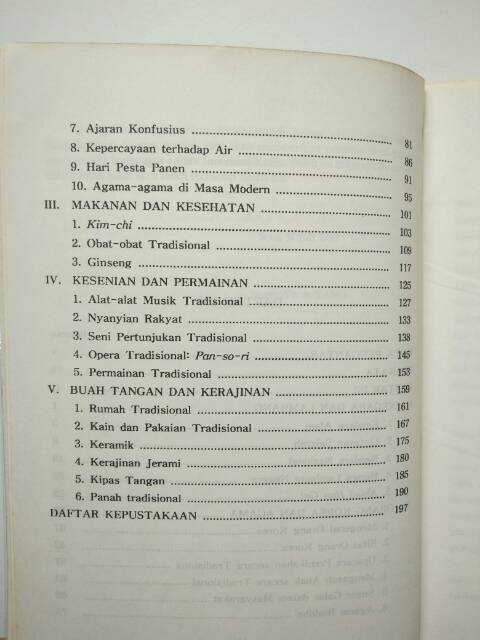 7. Ajaran Konfusius ........ 81
8. Kepercayaan terhadap Air ........ 86
9. Hari Pesta Panen ........ 91
10. Agama-agama di Masa Modern ........ 95
III. MAKANAN DAN KESEHATAN ........ 101
1. Kim-chi ........ 103
2. Obat-obat Tradisional ........ 108
3. Ginseng ........ 117
IV. KESENIAN DAN PERMAINAN ........ 125
1. Alat-alat Musik Tradisional ........ 127
2. Nyanyian Rakyat ........ 133
3. Seni Pertunjukan Tradisional ........ 138
4. Opera Tradisional: Pan-so-ri ........ 145
5. Permainan Tradisional ........ 153
V. BUAH TANGAN DAN KERAJINAN ........ 159
1. Rumah Tradisional ........ 161
2. Kain dan Pakaian Tradisional ........ 167
3. Keramik ........ 175
4. Kerajinan Jerami ........ 180
5. Kipas Tangan ........ 185
6. Panah tradisional ........ 190
DAFTAR KEPUSTAKAAN ........ 197